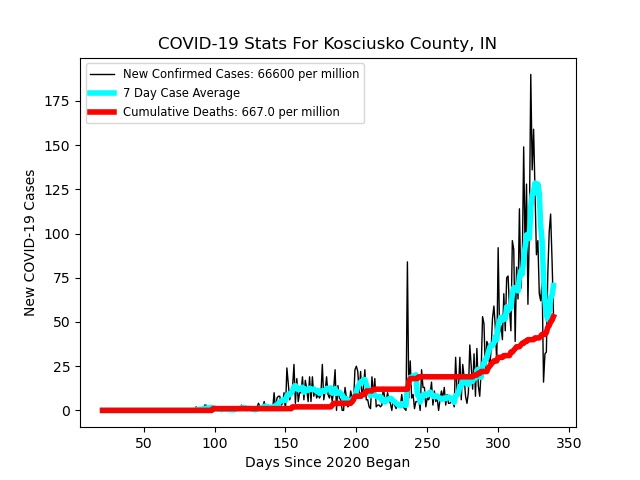 COVID-19 Stats For Kosciusko County, IN
New Confirmed Cases: 66600 per million
7 Day Case Average
Cumulative Deaths: 667.0 per million
New COVID-19 Cases
175
150
125
100
75
50
25
0
50 100 150 200 250 300 350
Days Since 2020 Began